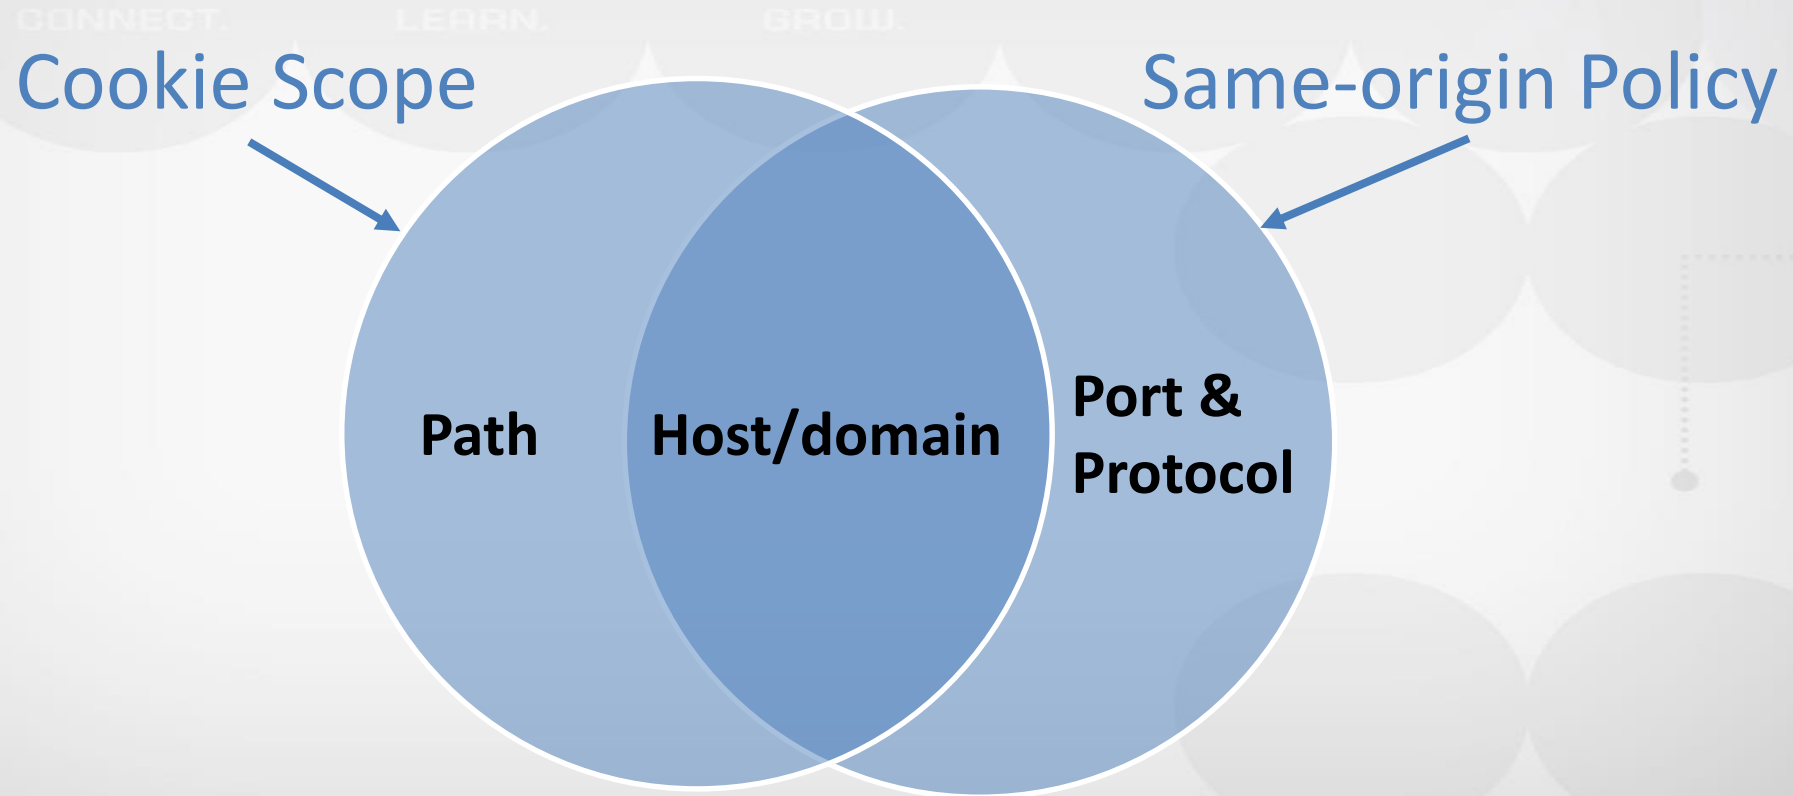 CONNECT. LEARN. GROW.
Cookie Scope
Same-origin Policy
Path
Host/domain
Port &
Protocol